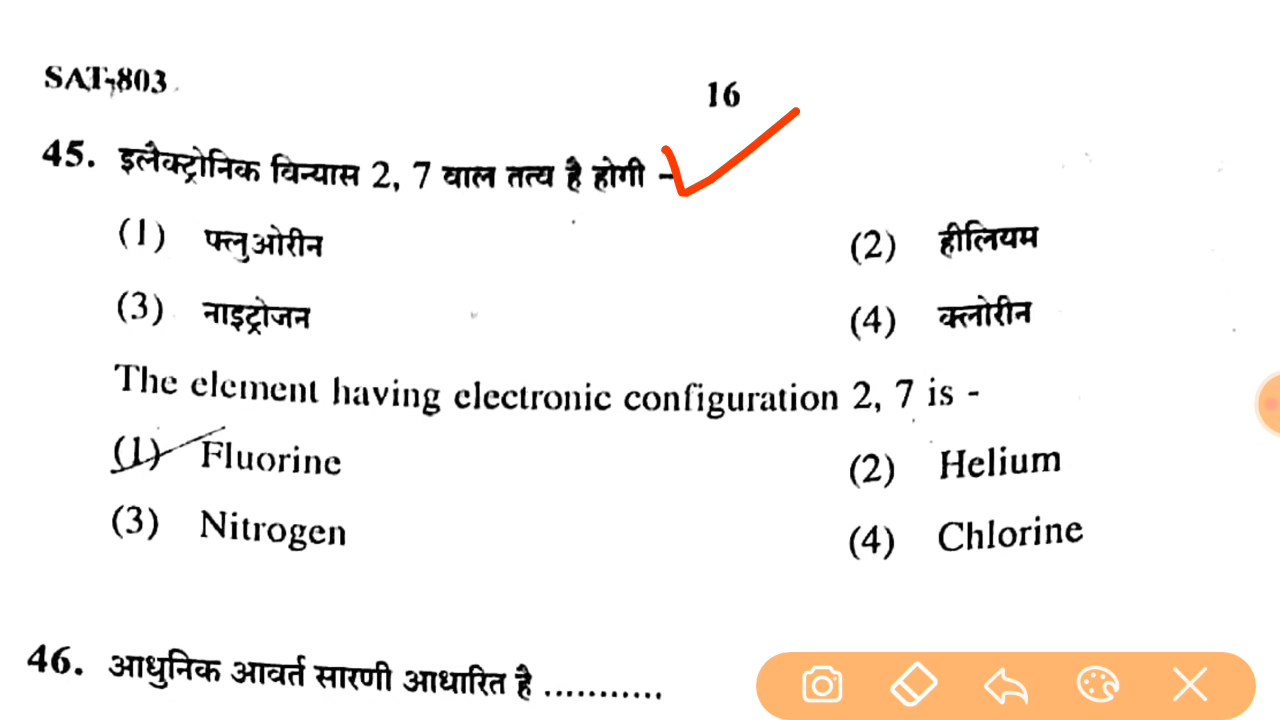 SAT-803
16
45. इलैक्ट्रोनिक विन्यास 2, 7 वाल तत्य है होगी -
(1) फ्लुओरीन (2) हीलियम
(3) नाइट्रोजन (4) क्लोरीन
The element having electronic configuration 2, 7 is -
(1) Fluorine (2) Helium
(3) Nitrogen (4) Chlorine
46. आधुनिक आवर्त सारणी आधारित है ...........